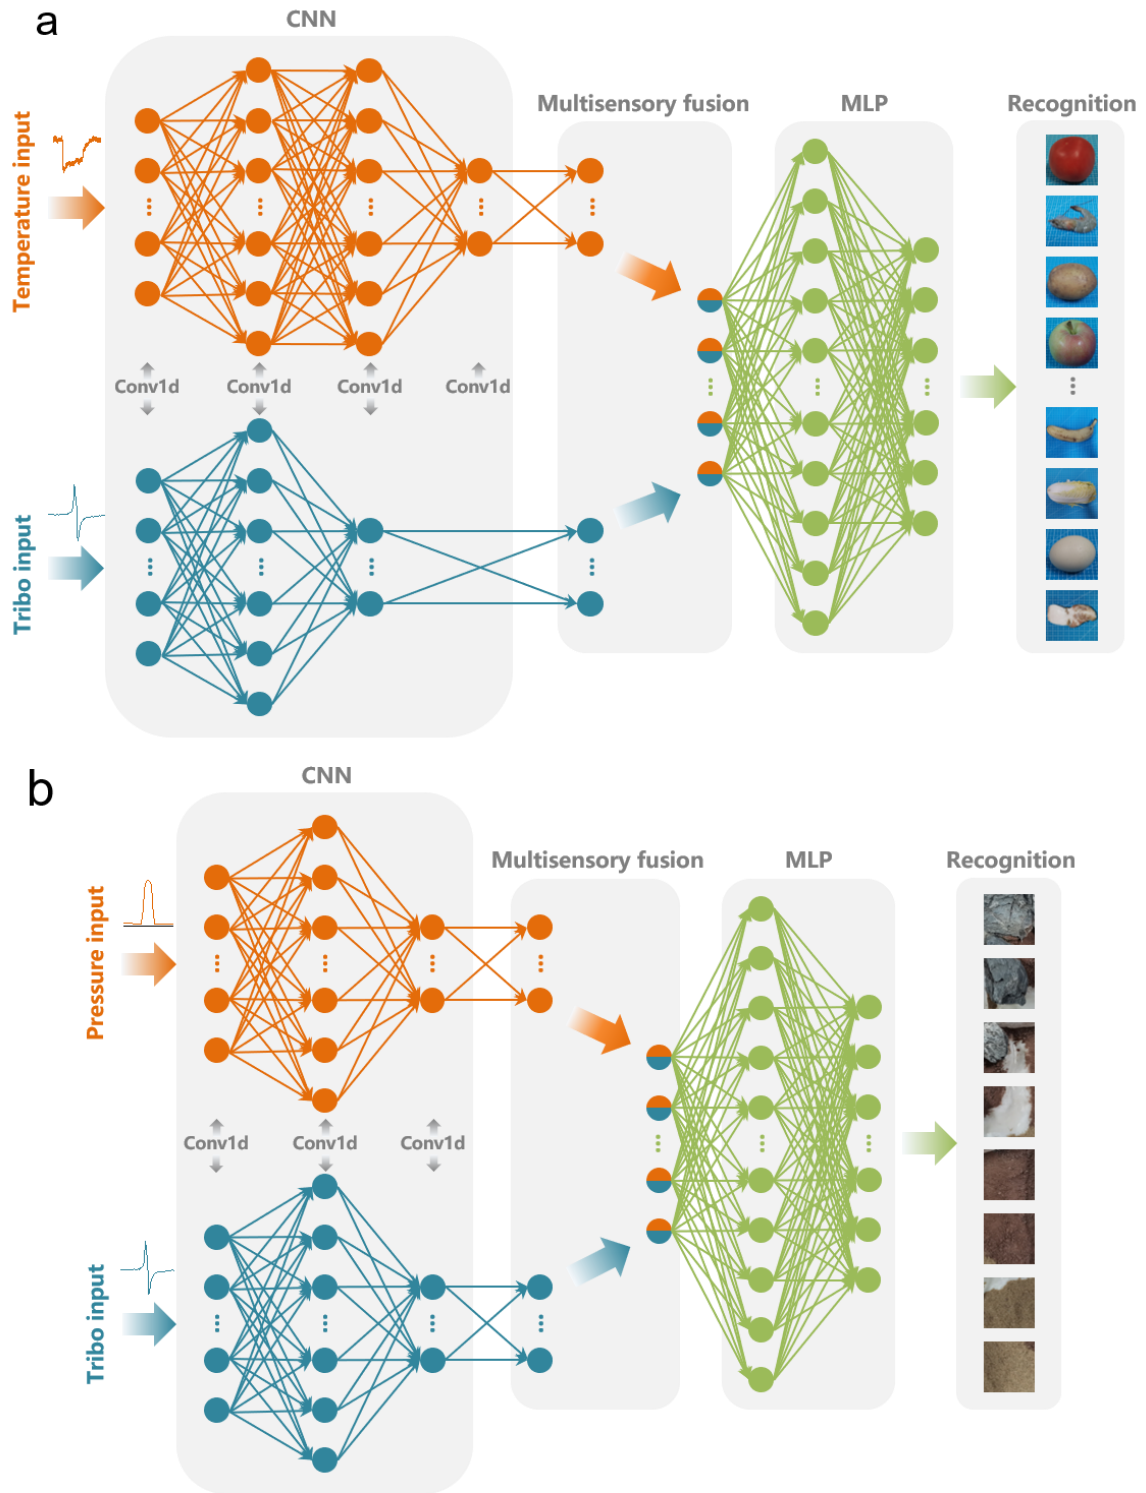 a
CNN
Multisensory fusion
MLP
Recognition
Temperature input
Conv1d
Conv1d
Conv1d
Conv1d
Tribo input
b
CNN
Multisensory fusion
MLP
Recognition
Pressure input
Conv1d
Conv1d
Conv1d
Tribo input